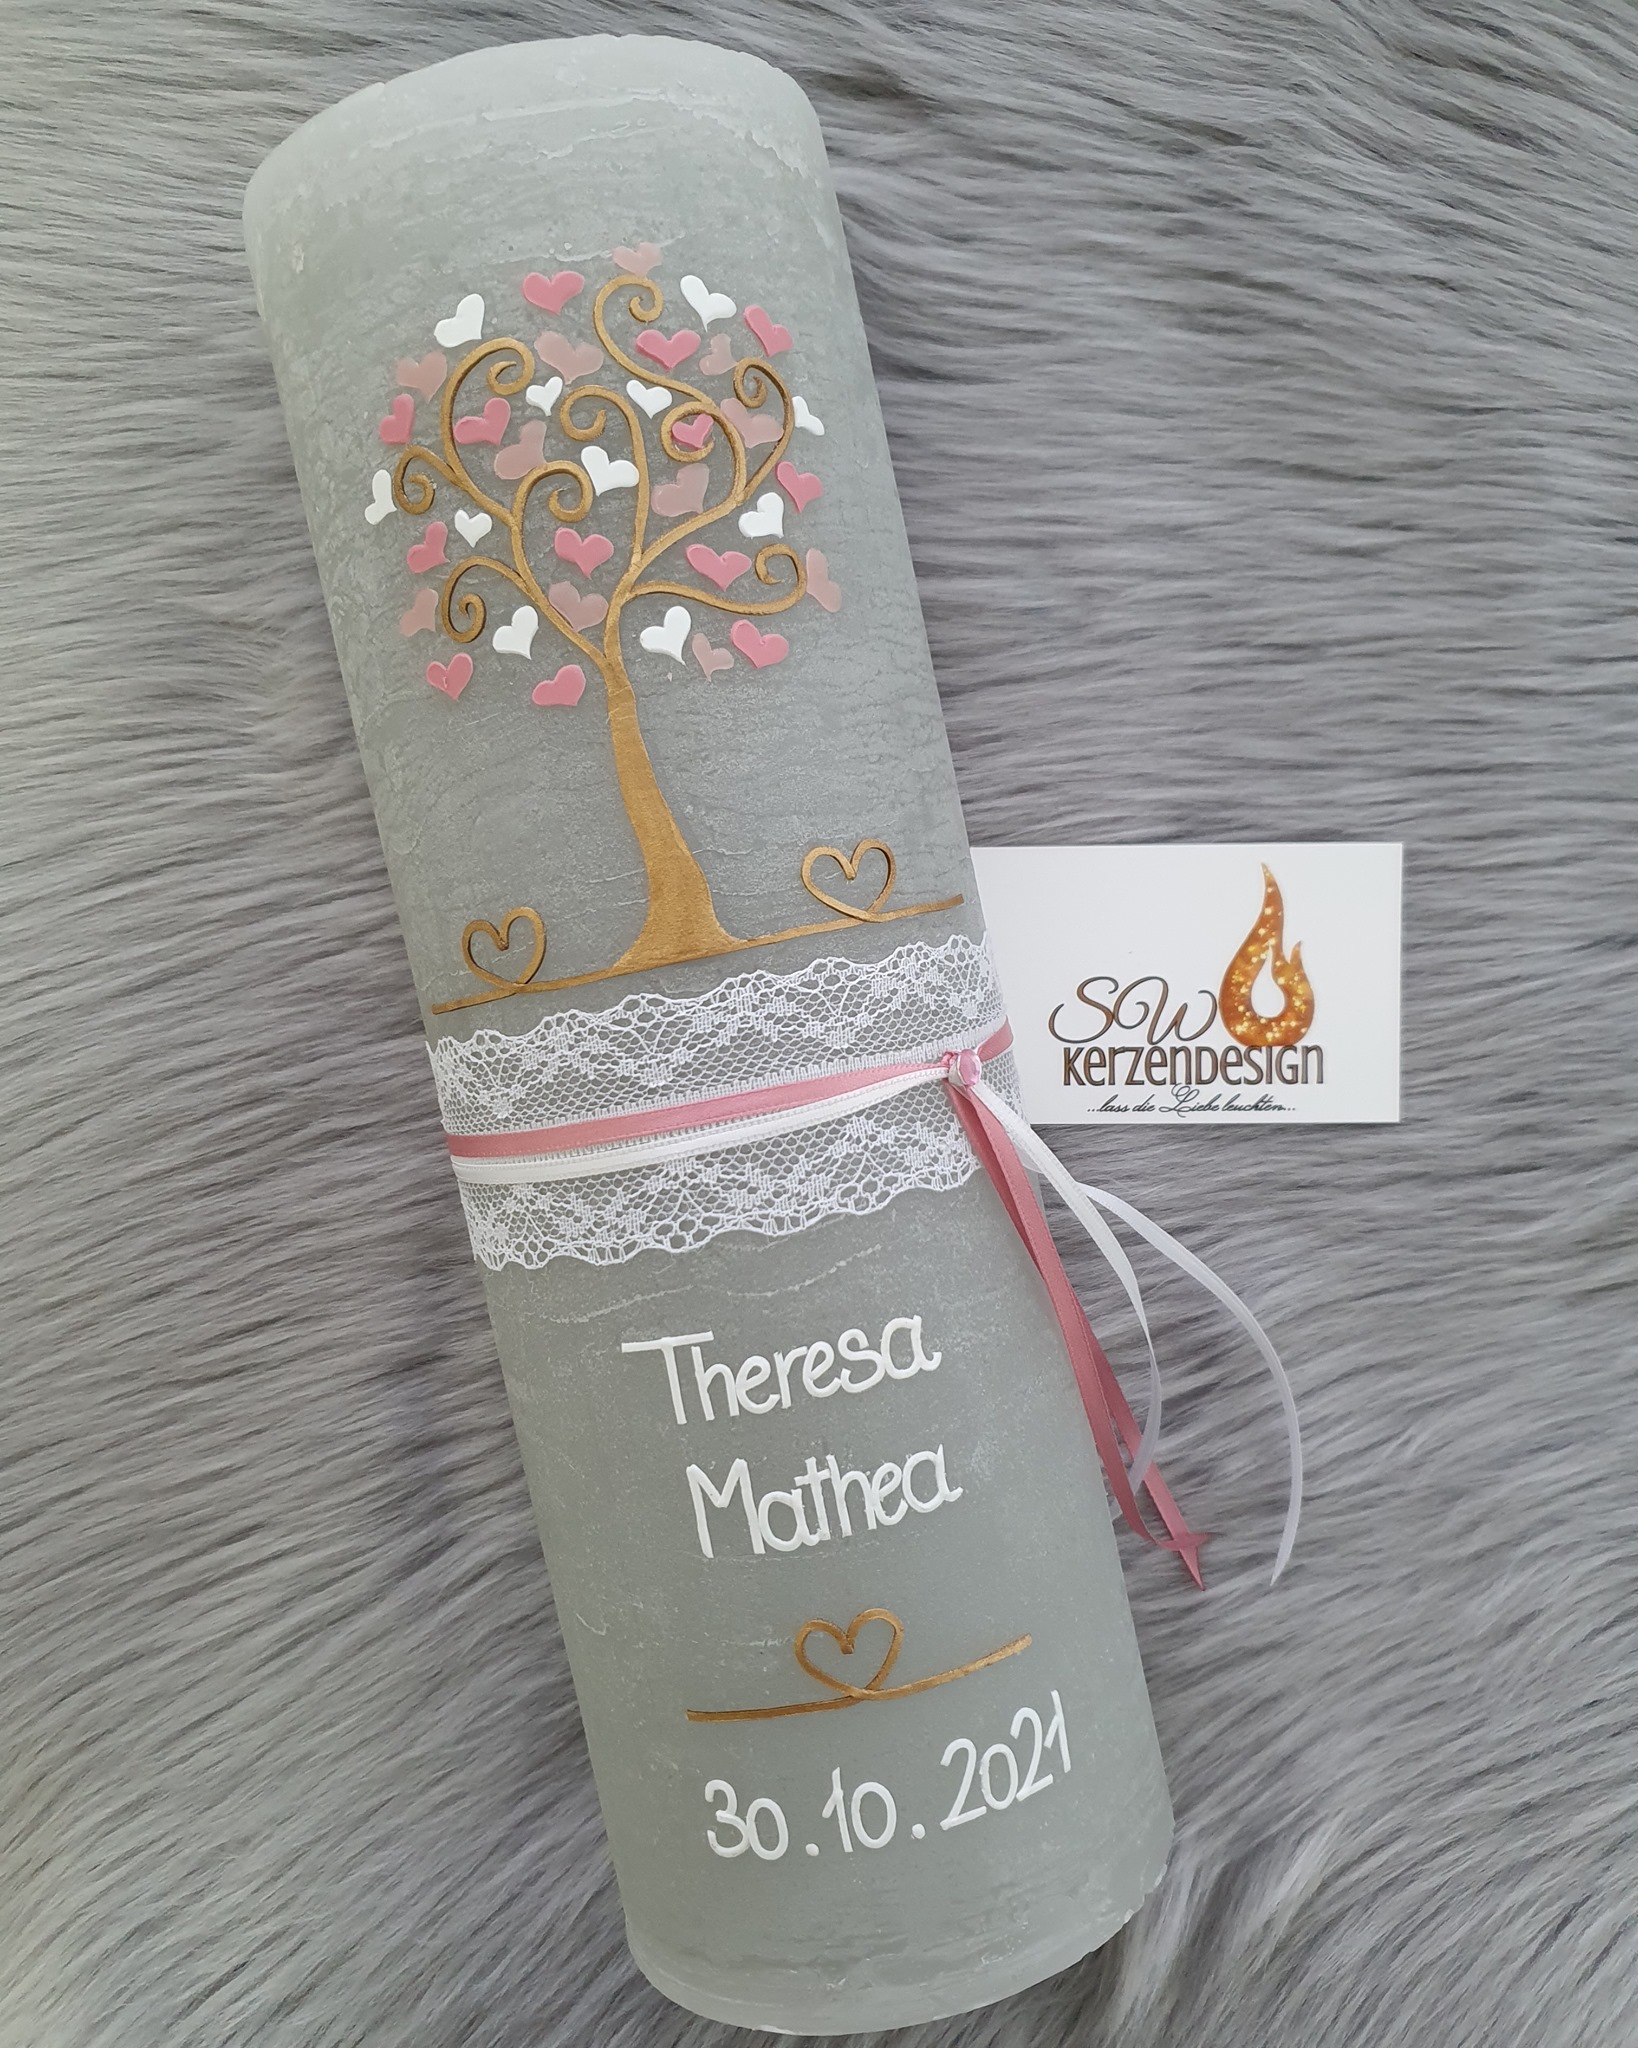 SW
KERZENDESIGN
...lass die Liebe leuchten...
Theresa
Mathea
30.10.2021